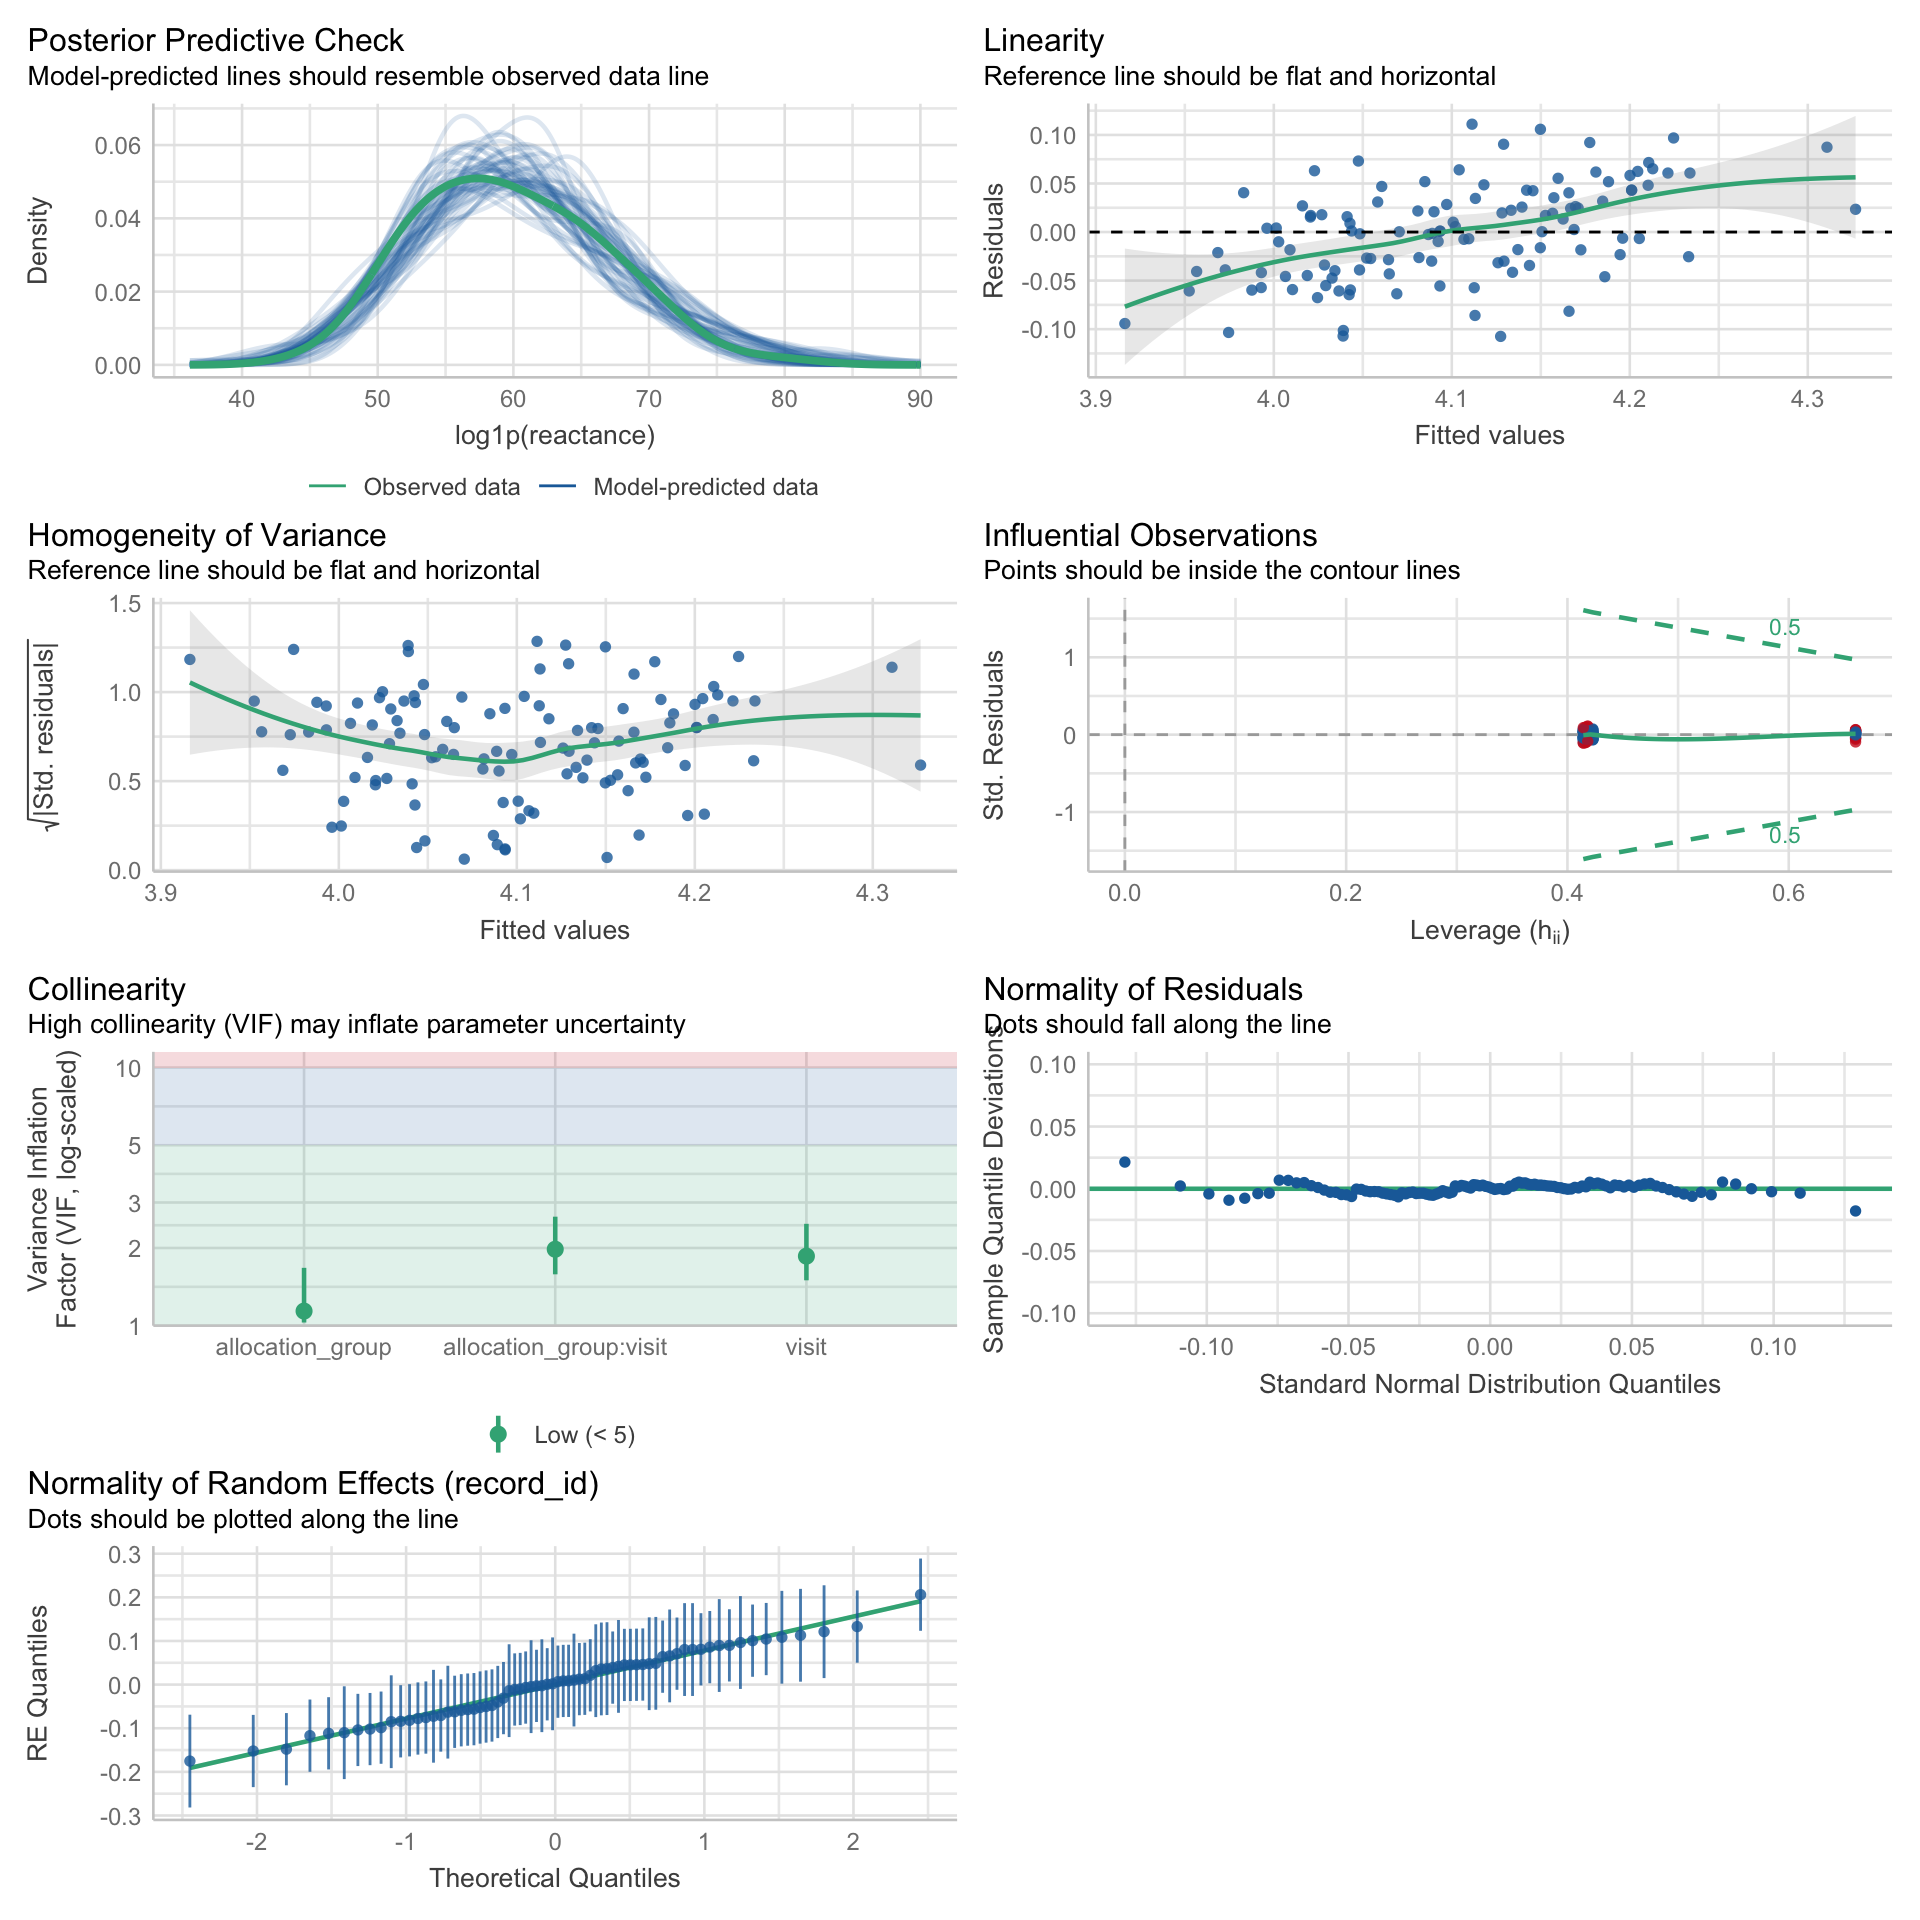 Posterior Predictive Check
Model-predicted lines should resemble observed data line
Density
0.06
0.04
0.02
0.00
40 50 60 70 80 90
log1p(reactance)
Observed data Model-predicted data
Linearity
Reference line should be flat and horizontal
Residuals
0.10
0.05
0.00
-0.05
-0.10
3.9 4.0 4.1 4.2 4.3
Fitted values
Homogeneity of Variance
Reference line should be flat and horizontal
√|Std. residuals|
1.5
1.0
0.5
0.0
3.9 4.0 4.1 4.2 4.3
Fitted values
Influential Observations
Points should be inside the contour lines
Std. Residuals
1
0
-1
0.5
0.5
0.0 0.2 0.4 0.6
Leverage (hii)
Collinearity
High collinearity (VIF) may inflate parameter uncertainty
Variance Inflation
Factor (VIF, log-scaled)
10
5
3
2
1
allocation_group allocation_group:visit visit
Low (< 5)
Normality of Residuals
Dots should fall along the line
Sample Quantile Deviations
0.10
0.05
0.00
-0.05
-0.10
-0.10 -0.05 0.00 0.05 0.10
Standard Normal Distribution Quantiles
Normality of Random Effects (record_id)
Dots should be plotted along the line
RE Quantiles
0.3
0.2
0.1
0.0
-0.1
-0.2
-0.3
-2 -1 0 1 2
Theoretical Quantiles